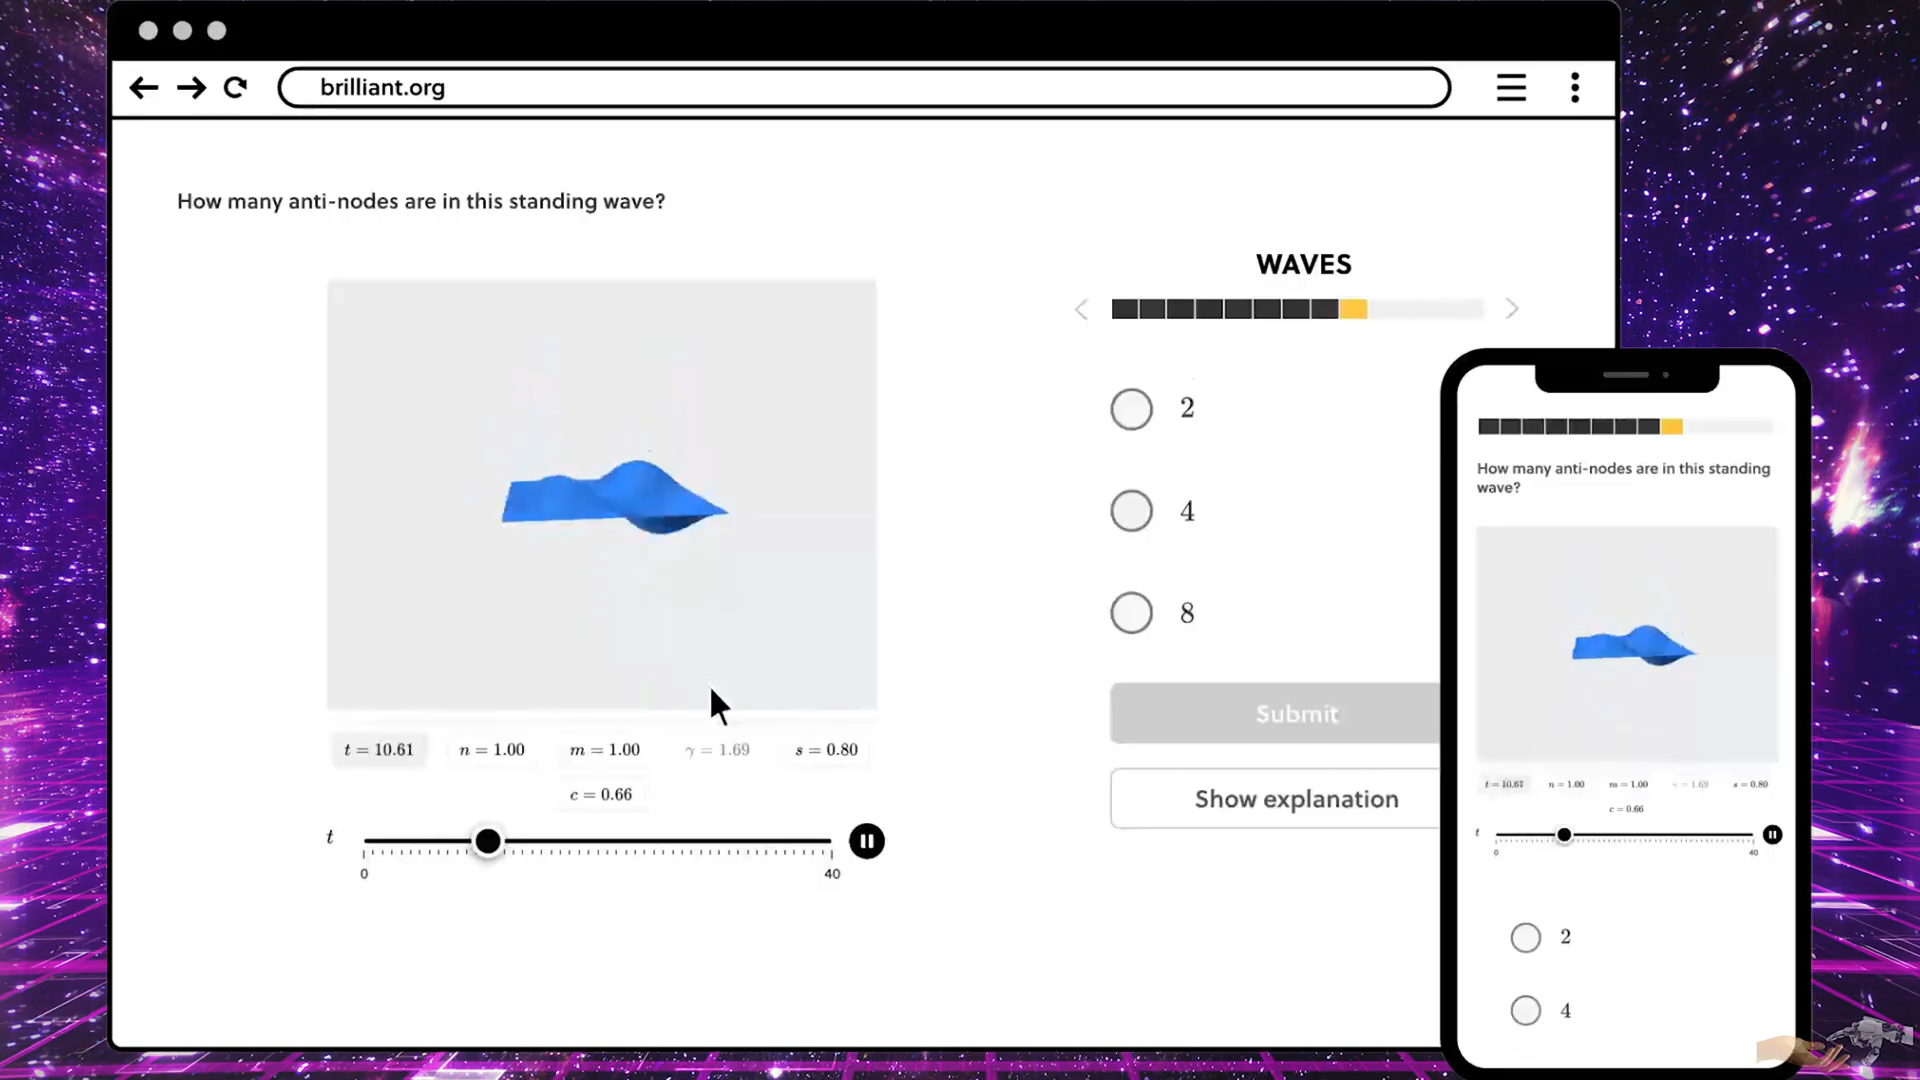 brilliant.org
How many anti-nodes are in this standing wave?
WAVES
2
4
8
Submit
Show explanation
t = 10.61
n = 1.00
m = 1.00
γ = 1.69
s = 0.80
c = 0.66
t
0
40
How many anti-nodes are in this standing
wave?
t = 10.61
n = 1.00
m = 1.00
γ = 1.69
s = 0.80
c = 0.66
t
0
40
2
4